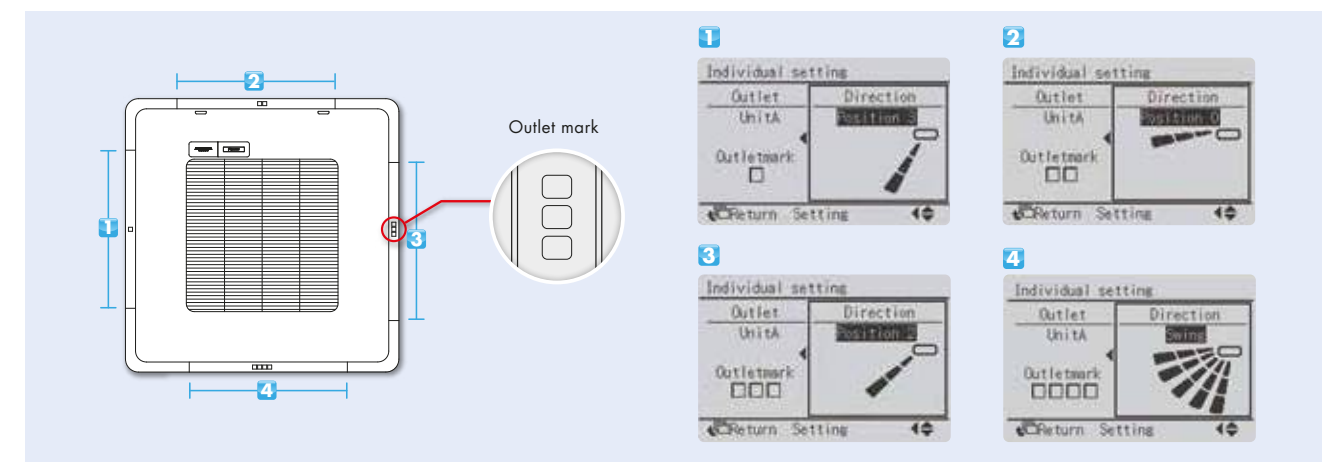 2
1
3
4
Outlet mark
1
Individual setting
Outlet
Direction
UnitA
Position 3
Outletmark
Return Setting
2
Individual setting
Outlet
Direction
UnitA
Position 0
Outletmark
Return Setting
3
Individual setting
Outlet
Direction
UnitA
Position 2
Outletmark
Return Setting
4
Individual setting
Outlet
Direction
UnitA
Swing
Outletmark
Return Setting